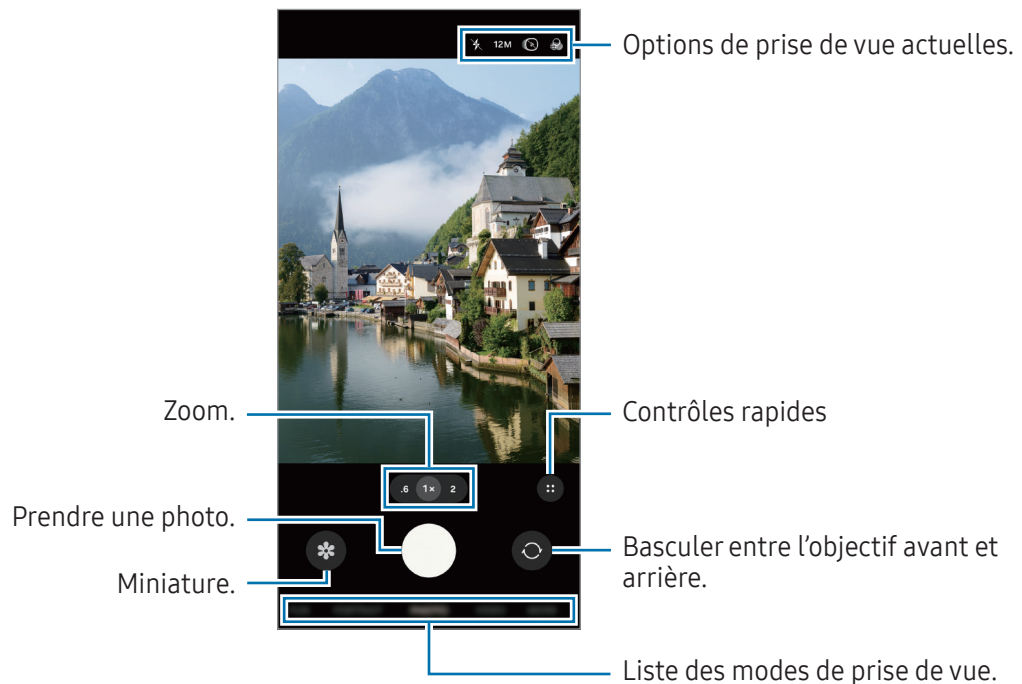 Options de prise de vue actuelles.
12M
Zoom.
Contrôles rapides
.6 1× 2
Prendre une photo.
Basculer entre l'objectif avant et
arrière.
Miniature.
Liste des modes de prise de vue.